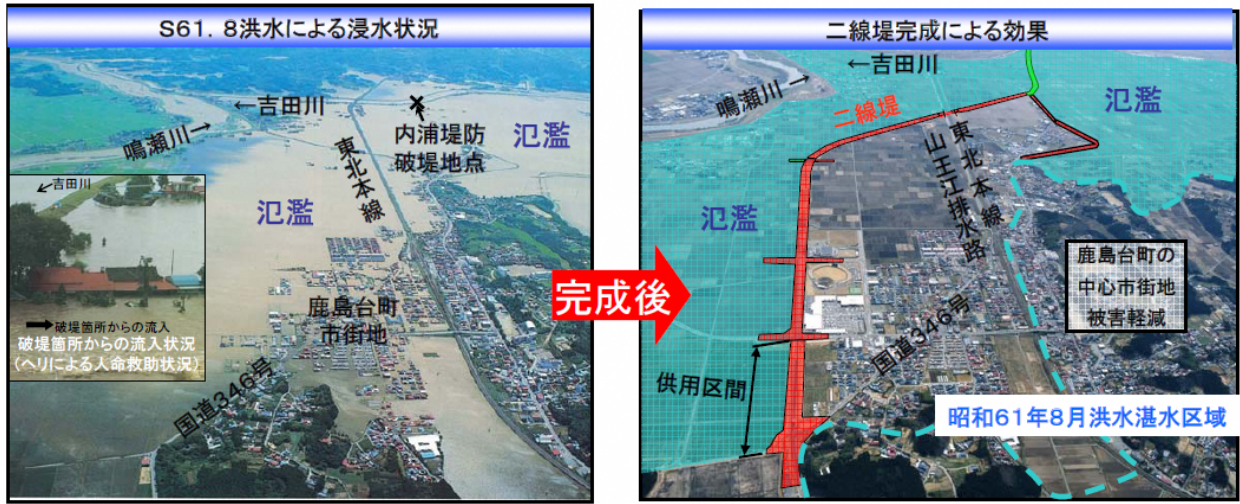 S61．8洪水による浸水状況
←吉田川
鳴瀬川→
内浦堤防
破堤地点
氾濫
東北本線
←吉田川
氾濫
鹿島台町
市街地
➡破堤箇所からの流入
破堤箇所からの流入状況
（ヘリによる人命救助状況）
国道346号
完成後
二線堤完成による効果
←吉田川
鳴瀬川→
二線堤
氾濫
東北本線
山王江排水路
氾濫
鹿島台町の
中心市街地
被害軽減
国道346号
供用区間
昭和61年8月洪水湛水区域